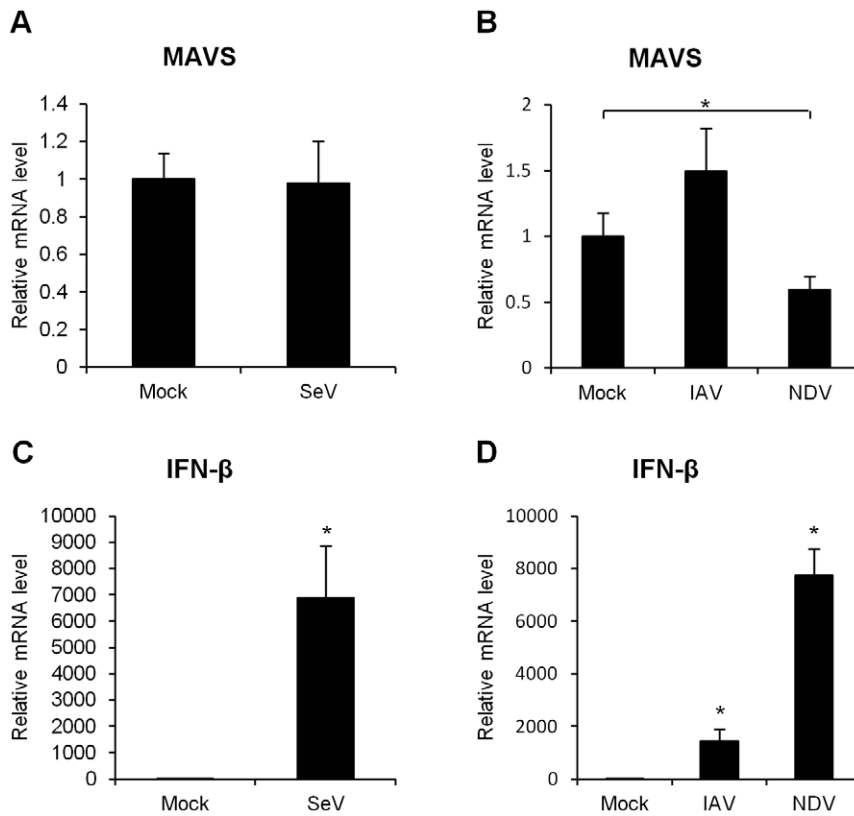 A
MAVS
Relative mRNA level
1.4
1.2
1
0.8
0.6
0.4
0.2
0
Mock SeV
B
MAVS
Relative mRNA level
2
1.5
1
0.5
0
*
Mock IAV NDV
C
IFN-β
Relative mRNA level
10000
9000
8000
7000
6000
5000
4000
3000
2000
1000
0
*
Mock SeV
D
IFN-β
Relative mRNA level
10000
8000
6000
4000
2000
0
*
*
Mock IAV NDV